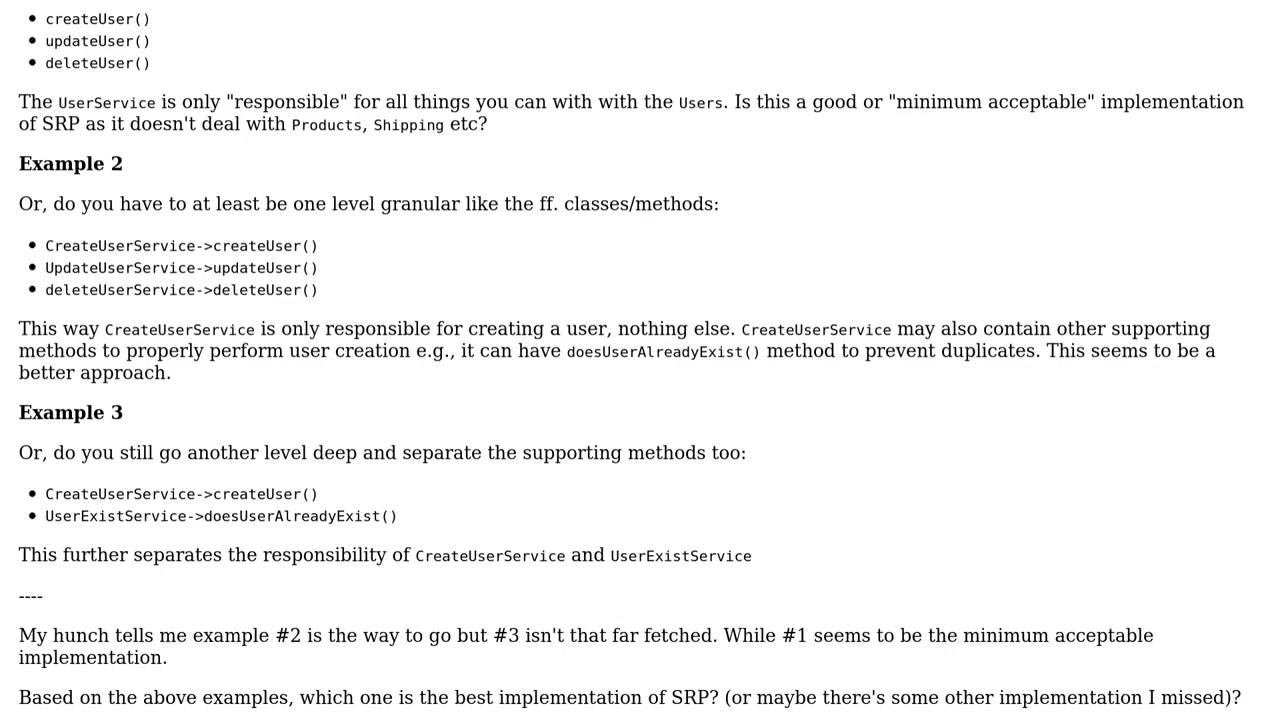 createUser()
updateUser()
deleteUser()
The UserService is only "responsible" for all things you can with with the Users. Is this a good or "minimum acceptable" implementation
of SRP as it doesn't deal with Products, Shipping etc?
Example 2
Or, do you have to at least be one level granular like the ff. classes/methods:
CreateUserService->createUser()
UpdateUserService->updateUser()
deleteUserService->deleteUser()
This way CreateUserService is only responsible for creating a user, nothing else. CreateUserService may also contain other supporting
methods to properly perform user creation e.g., it can have doesUserAlreadyExist() method to prevent duplicates. This seems to be a
better approach.
Example 3
Or, do you still go another level deep and separate the supporting methods too:
CreateUserService->createUser()
UserExistService->doesUserAlreadyExist()
This further separates the responsibility of CreateUserService and UserExistService
----
My hunch tells me example #2 is the way to go but #3 isn't that far fetched. While #1 seems to be the minimum acceptable
implementation.
Based on the above examples, which one is the best implementation of SRP? (or maybe there's some other implementation I missed)?